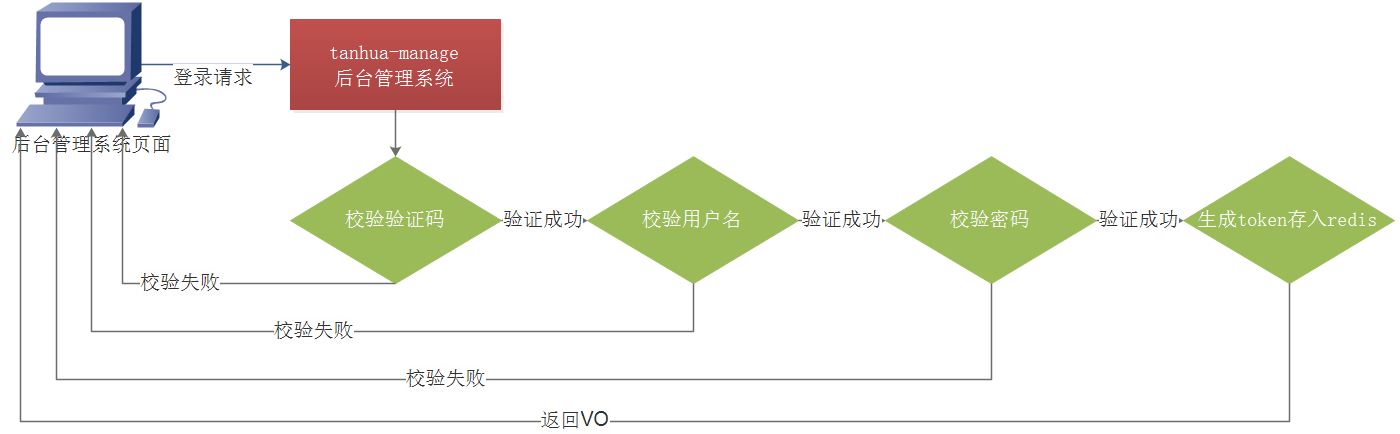 登录请求
tanhua-manage
后台管理系统
后台管理系统页面
校验验证码
验证成功
校验用户名
验证成功
校验密码
验证成功
生成token存入redis
校验失败
校验失败
校验失败
返回VO